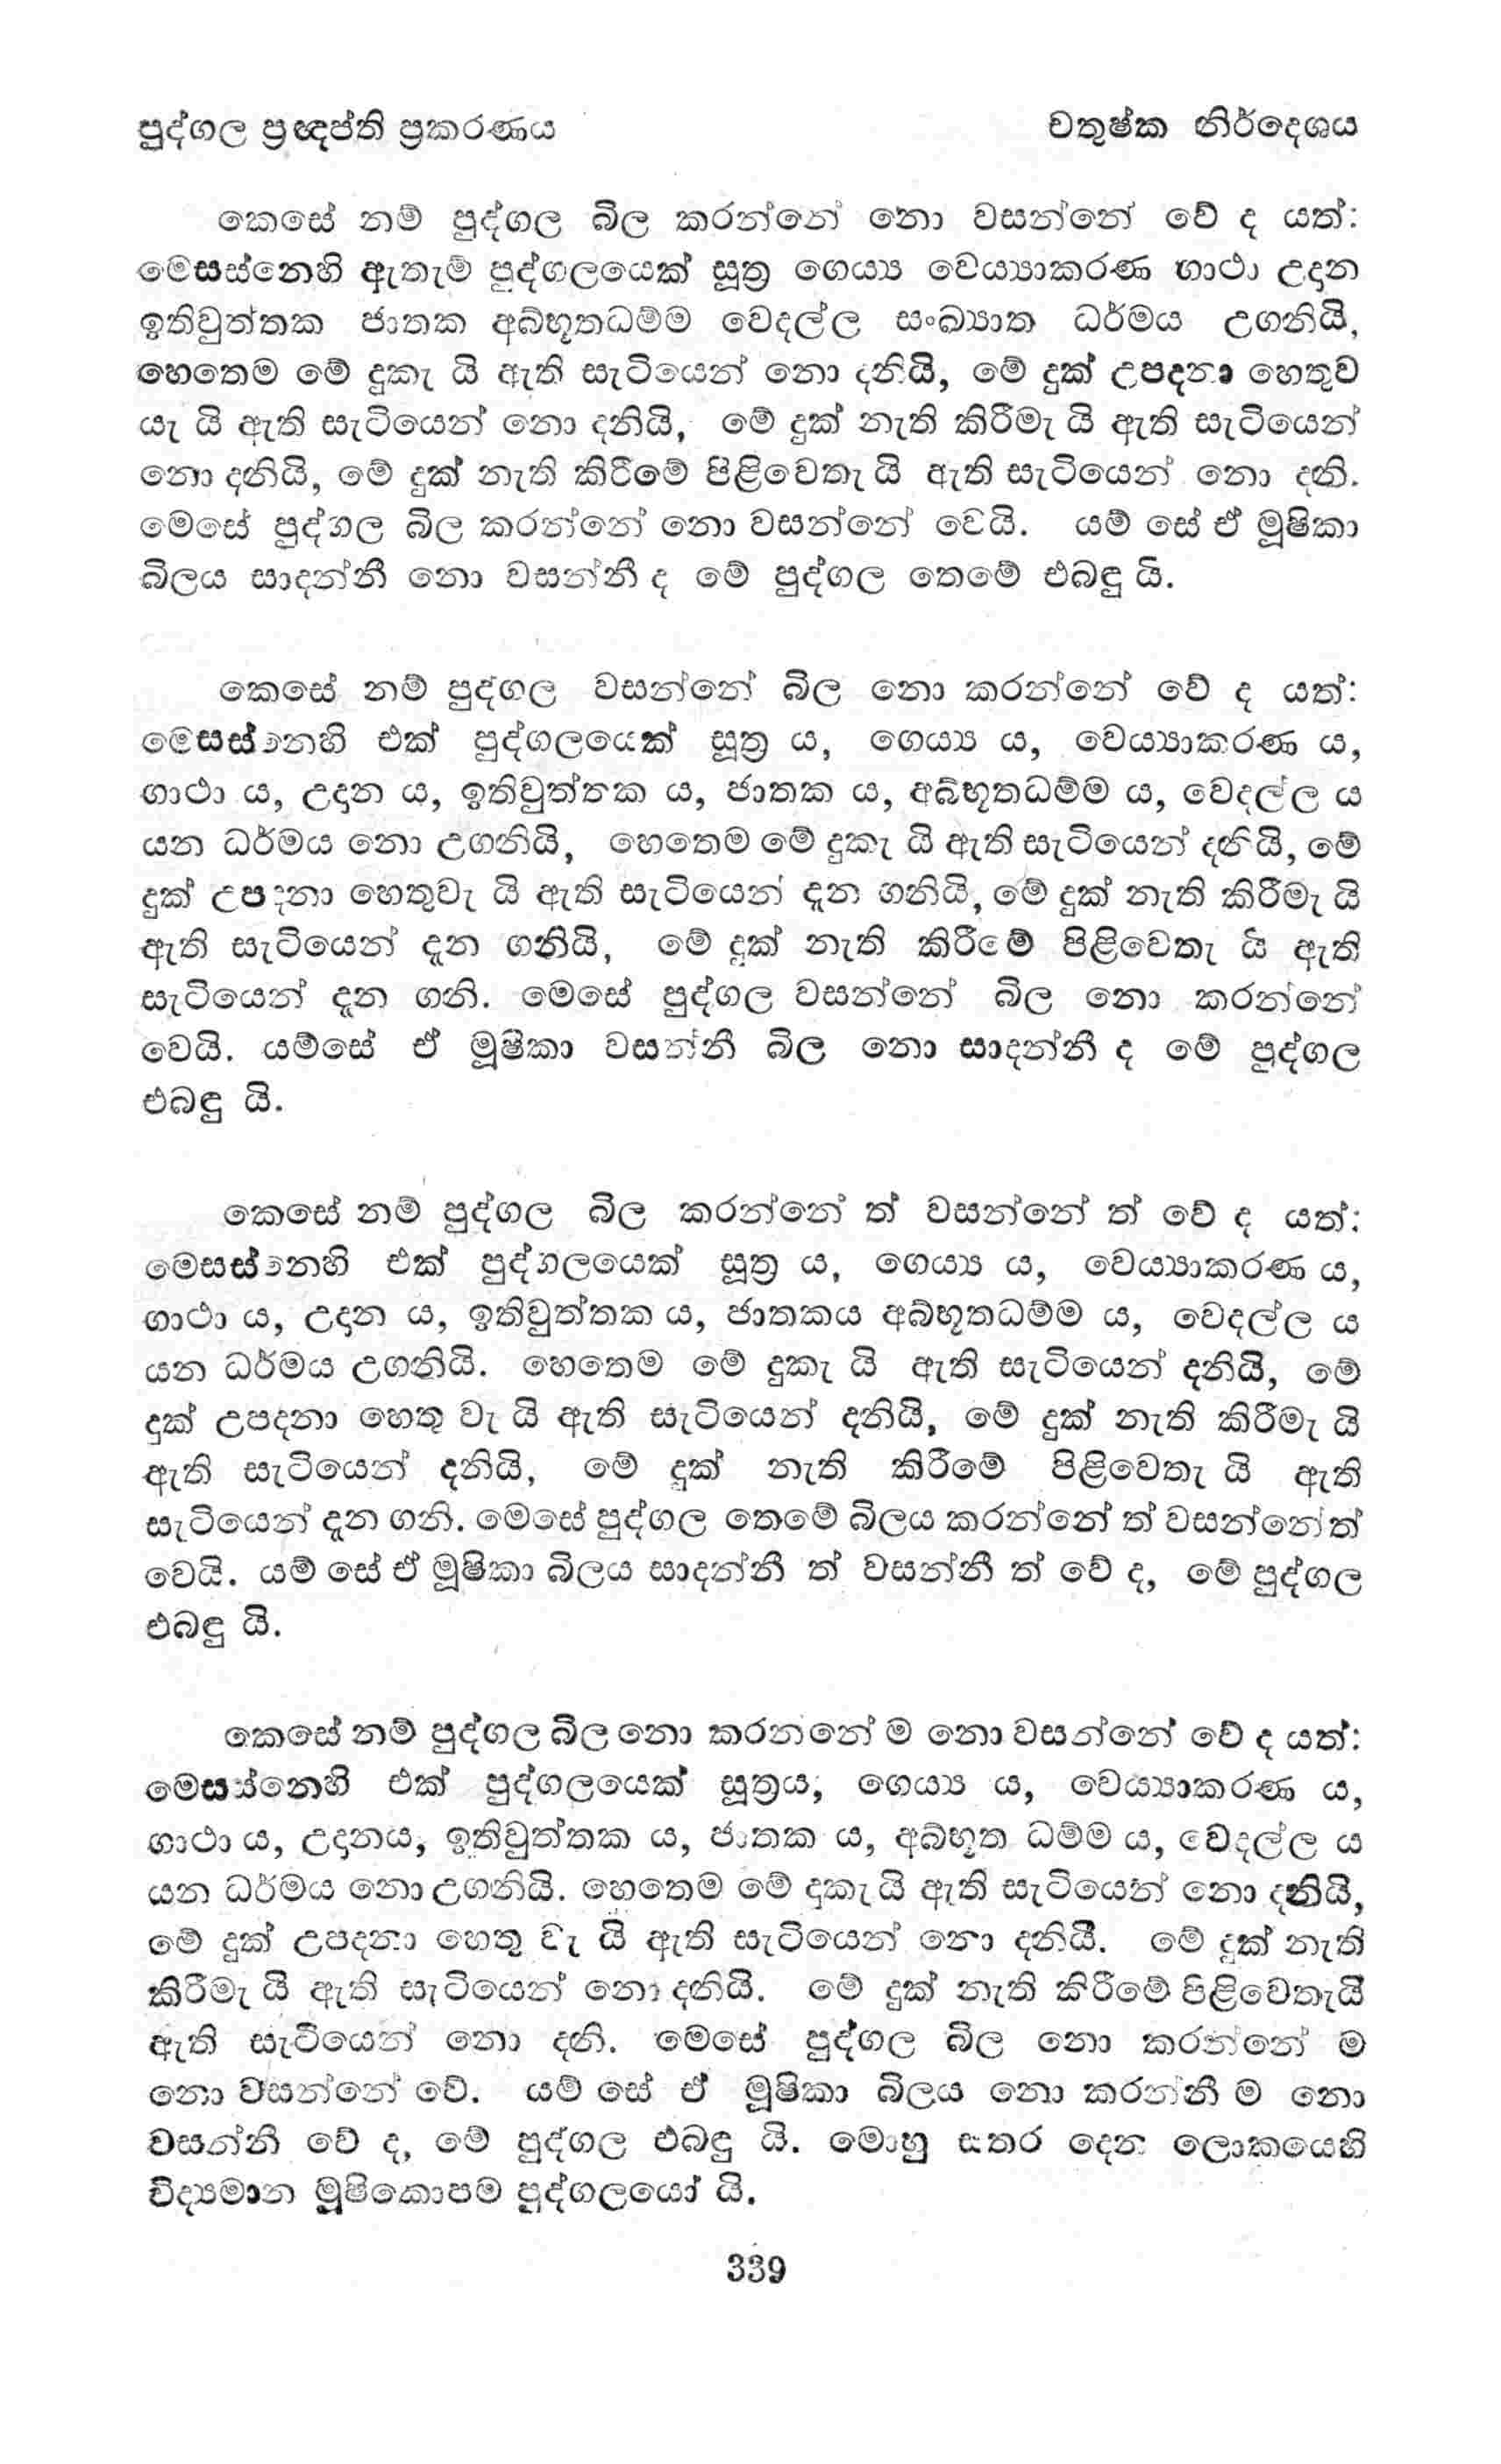 පුද්ගල ප්‍රඥප්ති ප්‍රකරණය
චතුෂ්ක නිර්දෙශය
කෙසේ නම් පුද්ගල බිල කරන්නේ නො වසන්නේ වේ ද යත්:
මෙසස්නෙහි ඇතැම් පුද්ගලයෙක් සූත්‍ර ගෙය්‍ය වෙය්‍යාකරණ ගාථා උදාන
ඉතිවුත්තක ජාතක අබ්භූතධම්ම වෙදල්ල සංඛ්‍යාත ධර්මය උගනියි,
හෙතෙම මේ දුකැ යි ඇති සැටියෙන් නො දනියි, මේ දුක් උපදනා හෙතුව
යැ යි ඇති සැටියෙන් නො දනියි, මේ දුක් නැති කිරීමැ යි ඇති සැටියෙන්
නො දනියි, මේ දුක් නැති කිරීමේ පිළිවෙතැ යි ඇති සැටියෙන් නො දනි.
මෙසේ පුද්ගල බිල කරන්නේ නො වසන්නේ වෙයි. යම් සේ ඒ මූෂිකා
බිලය සාදන්නී නො වසන්නී ද මේ පුද්ගල තෙමේ එබඳු යි.
කෙසේ නම් පුද්ගල වසන්නේ බිල නො කරන්නේ වේ ද යත්:
මෙසස්නෙහි එක් පුද්ගලයෙක් සූත්‍ර ය, ගෙය්‍ය ය, වෙය්‍යාකරණ ය,
ගාථා ය, උදාන ය, ඉතිවුත්තක ය, ජාතක ය, අබ්භූතධම්ම ය, වෙදල්ල ය
යන ධර්මය නො උගනියි, හෙතෙම මේ දුකැ යි ඇති සැටියෙන් දනියි, මේ
දුක් උපදනා හෙතුවැ යි ඇති සැටියෙන් දැන ගනියි, මේ දුක් නැති කිරීමැ යි
ඇති සැටියෙන් දැන ගනියි, මේ දුක් නැති කිරීමේ පිළිවෙතැ යි ඇති
සැටියෙන් දැන ගනි. මෙසේ පුද්ගල වසන්නේ බිල නො කරන්නේ
වෙයි. යම්සේ ඒ මූෂිකා වසන්නී බිල නො සාදන්නී ද මේ පුද්ගල
එබඳු යි.
කෙසේ නම් පුද්ගල බිල කරන්නේ ත් වසන්නේ ත් වේ ද යත්:
මෙසස්නෙහි එක් පුද්ගලයෙක් සූත්‍ර ය, ගෙය්‍ය ය, වෙය්‍යාකරණ ය,
ගාථා ය, උදාන ය, ඉතිවුත්තක ය, ජාතකය අබ්භූතධම්ම ය, වෙදල්ල ය
යන ධර්මය උගනියි. හෙතෙම මේ දුකැ යි ඇති සැටියෙන් දනියි, මේ
දුක් උපදනා හෙතු වැ යි ඇති සැටියෙන් දනියි, මේ දුක් නැති කිරීමැ යි
ඇති සැටියෙන් දනියි, මේ දුක් නැති කිරීමේ පිළිවෙතැ යි ඇති
සැටියෙන් දැන ගනි. මෙසේ පුද්ගල තෙමේ බිලය කරන්නේ ත් වසන්නේත්
වෙයි. යම් සේ ඒ මූෂිකා බිලය සාදන්නී ත් වසන්නී ත් වේ ද, මේ පුද්ගල
එබඳු යි.
කෙසේ නම් පුද්ගල බිල නො කරනනේ ම නො වසන්නේ වේ ද යත්:
මෙසස්නෙහි එක් පුද්ගලයෙක් සූත්‍රය, ගෙය්‍ය ය, වෙය්‍යාකරණ ය,
ගාථා ය, උදානය, ඉතිවුත්තක ය, ජාතක ය, අබ්භූත ධම්ම ය, වෙදල්ල ය
යන ධර්මය නො උගනියි. හෙතෙම මේ දුකැ යි ඇති සැටියෙන් නො දනියි,
මේ දුක් උපදනා හෙතු වැ යි ඇති සැටියෙන් නො දනියි. මේ දුක් නැති
කිරීමැ යි ඇති සැටියෙන් නො දනියි. මේ දුක් නැති කිරීමේ පිළිවෙතැයි
ඇති සැටියෙන් නො දනි. මෙසේ පුද්ගල බිල නො කරන්නේ ම
නො වසන්නේ වේ. යම් සේ ඒ මූෂිකා බිලය නො කරන්නී ම නො
වසන්නී වේ ද, මේ පුද්ගල එබඳු යි. මොහු සතර දෙන ලොකයෙහි
විද්‍යමාන මූෂිකොපම පුද්ගලයෝ යි.
339